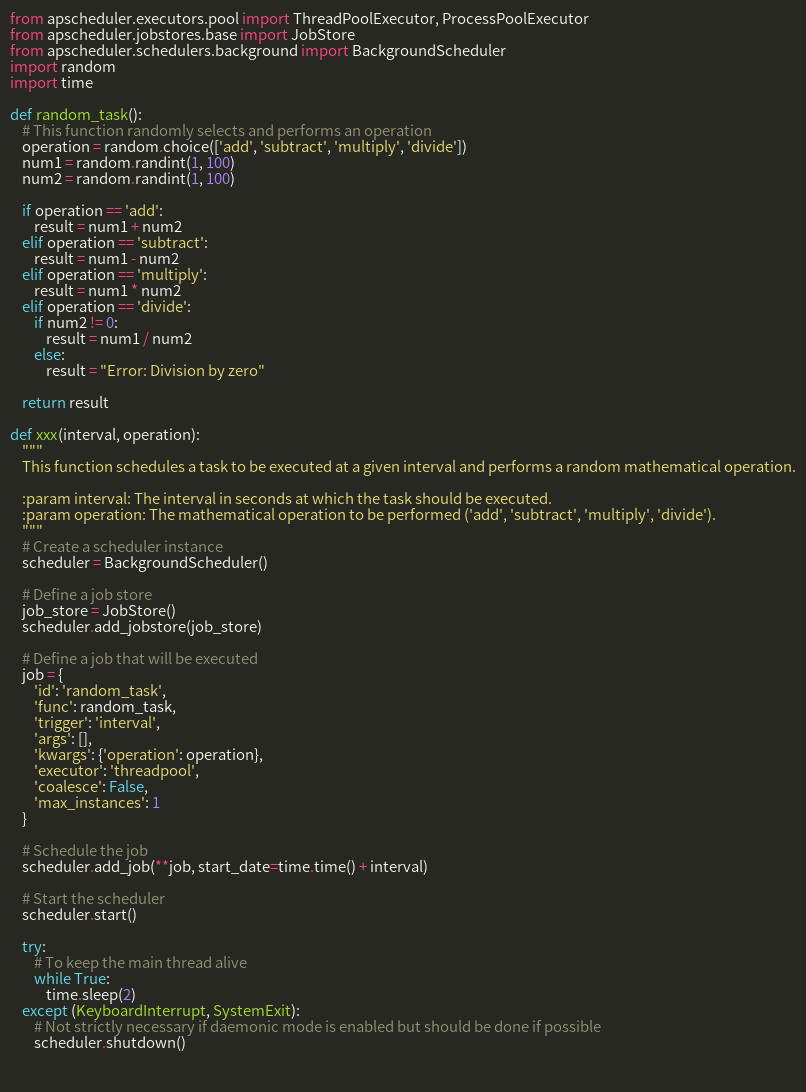 from apscheduler.executors.pool import ThreadPoolExecutor, ProcessPoolExecutor
from apscheduler.jobstores.base import JobStore
from apscheduler.schedulers.background import BackgroundScheduler
import random
import time

def random_task():
    # This function randomly selects and performs an operation
    operation = random.choice(['add', 'subtract', 'multiply', 'divide'])
    num1 = random.randint(1, 100)
    num2 = random.randint(1, 100)

    if operation == 'add':
        result = num1 + num2
    elif operation == 'subtract':
        result = num1 - num2
    elif operation == 'multiply':
        result = num1 * num2
    elif operation == 'divide':
        if num2 != 0:
            result = num1 / num2
        else:
            result = "Error: Division by zero"

    return result

def xxx(interval, operation):
    """
    This function schedules a task to be executed at a given interval and performs a random mathematical operation.

    :param interval: The interval in seconds at which the task should be executed.
    :param operation: The mathematical operation to be performed ('add', 'subtract', 'multiply', 'divide').
    """
    # Create a scheduler instance
    scheduler = BackgroundScheduler()

    # Define a job store
    job_store = JobStore()
    scheduler.add_jobstore(job_store)

    # Define a job that will be executed
    job = {
        'id': 'random_task',
        'func': random_task,
        'trigger': 'interval',
        'args': [],
        'kwargs': {'operation': operation},
        'executor': 'threadpool',
        'coalesce': False,
        'max_instances': 1
    }

    # Schedule the job
    scheduler.add_job(**job, start_date=time.time() + interval)

    # Start the scheduler
    scheduler.start()

    try:
        # To keep the main thread alive
        while True:
            time.sleep(2)
    except (KeyboardInterrupt, SystemExit):
        # Not strictly necessary if daemonic mode is enabled but should be done if possible
        scheduler.shutdown()